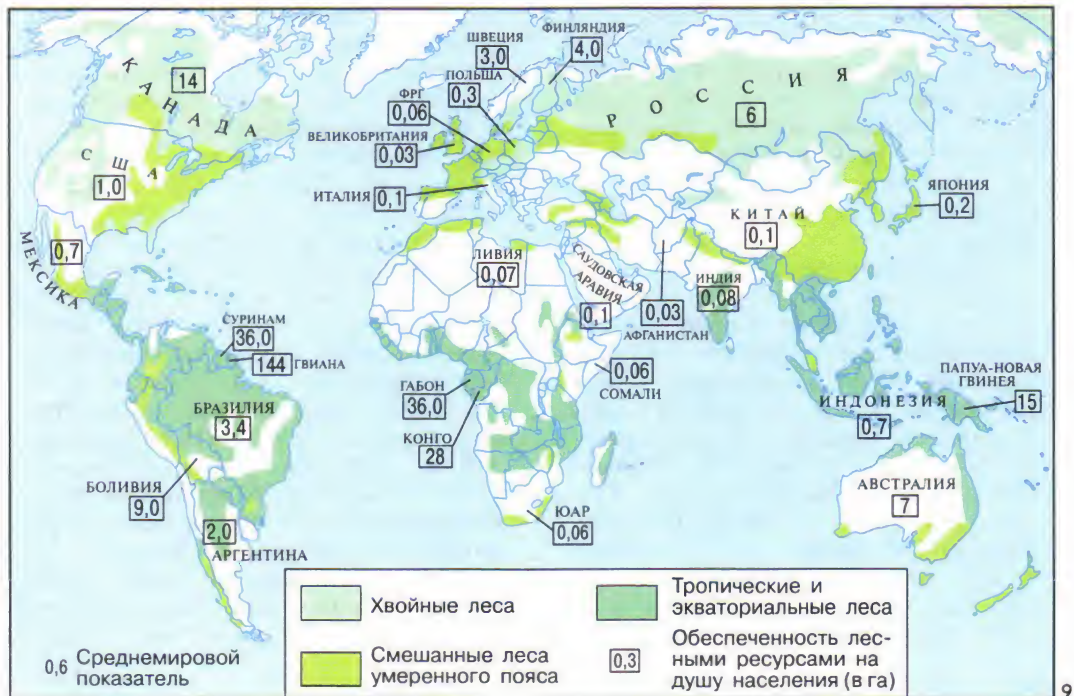 ШВЕЦИЯ
3,0
ФИНЛЯНДИЯ
4,0
ПОЛЬША
0,3
ФРГ
0,06
ВЕЛИКОБРИТАНИЯ
0,03
ИТАЛИЯ 0,1
КАНАДА
14
РОССИЯ
6
США
1,0
МЕКСИКА
0,7
ЯПОНИЯ
0,2
КИТАЙ
0,1
ЛИВИЯ
0,07
САУДОВСКАЯ
АРАВИЯ
0,1
0,03
АФГАНИСТАН
ИНДИЯ
0,08
СУРИНАМ
36,0
144 ГВИАНА
БРАЗИЛИЯ
3,4
БОЛИВИЯ
9,0
2,0
АРГЕНТИНА
ГАБОН
36,0
КОНГО
28
0,06
СОМАЛИ
ЮАР
0,06
ПАПУА-НОВАЯ
ГВИНЕЯ
15
ИНДОНЕЗИЯ
0,7
АВСТРАЛИЯ
7
Хвойные леса
Смешанные леса
умеренного пояса
Тропические и
экваториальные леса
0,3 Обеспеченность лес-
ными ресурсами на
душу населения (в га)
0,6 Среднемировой
показатель
9